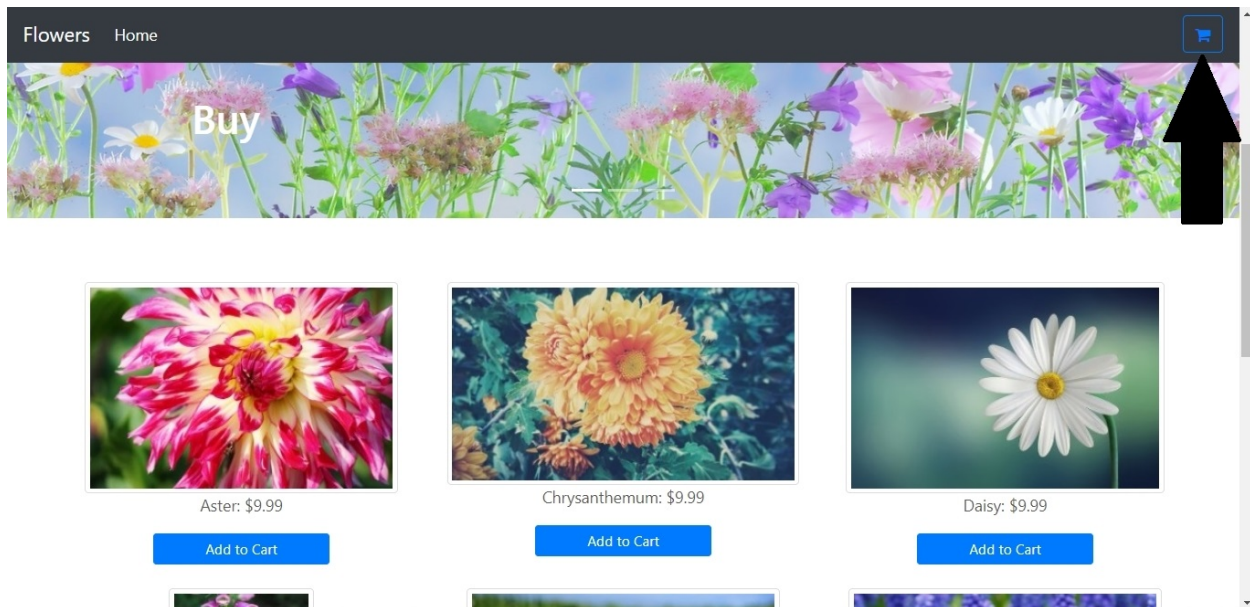 Flowers Home
Buy
Aster: $9.99
Chrysanthemum: $9.99
Daisy: $9.99
Add to Cart
Add to Cart
Add to Cart